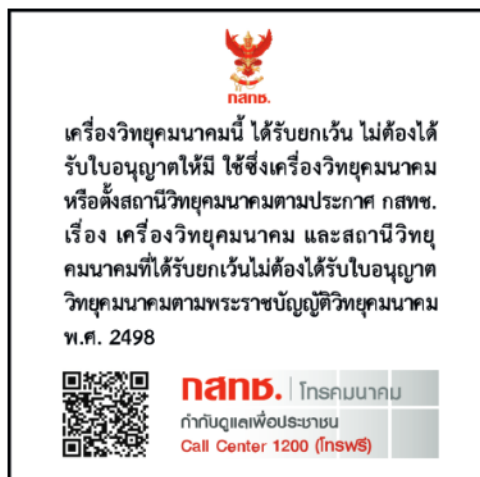 กสทช.
เครื่องวิทยุคมนาคมนี้ ได้รับยกเว้น ไม่ต้องได้
รับใบอนุญาตให้มี ใช้ซึ่งเครื่องวิทยุคมนาคม
หรือตั้งสถานีวิทยุคมนาคมตามประกาศ กสทช.
เรื่อง เครื่องวิทยุคมนาคม และสถานีวิทยุ
คมนาคมที่ได้รับยกเว้นไม่ต้องได้รับใบอนุญาต
วิทยุคมนาคมตามพระราชบัญญัติวิทยุคมนาคม
พ.ศ. 2498
กสทช. | โทรคมนาคม
กำกับดูแลเพื่อประชาชน
Call Center 1200 (โทรฟรี)